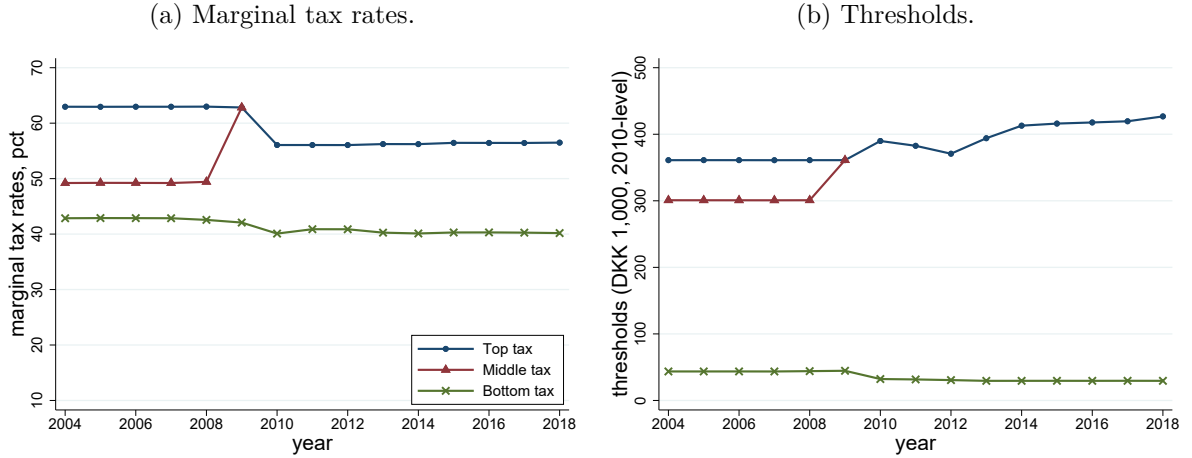 (a) Marginal tax rates.
marginal tax rates, pct
70
60
50
40
30
20
10
2004 2006 2008 2010 2012 2014 2016 2018
year
Top tax
Middle tax
Bottom tax
(b) Thresholds.
thresholds (DKK 1,000, 2010-level)
500
400
300
200
100
0
2004 2006 2008 2010 2012 2014 2016 2018
year